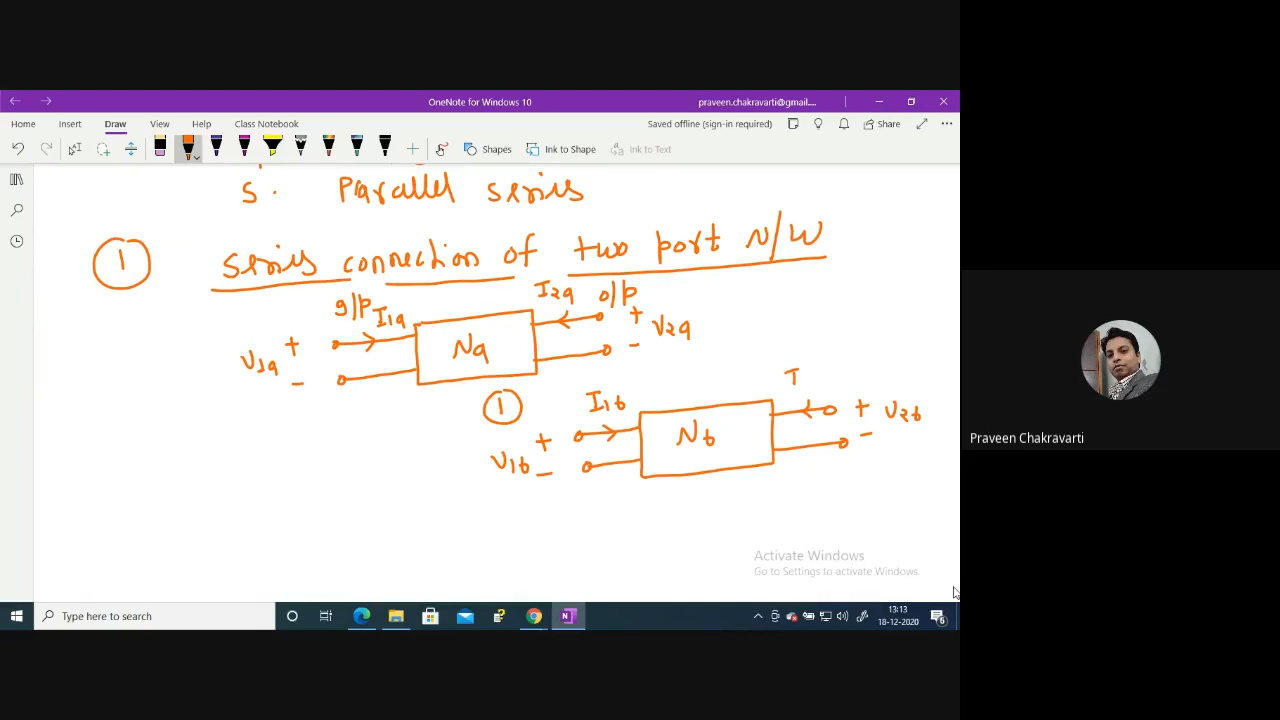 OneNote for Windows 10
praveen.chakravarti@gmail....
Home Insert Draw View Help Class Notebook
Saved offline (sign-in required)
Share
Shapes Ink to Shape Ink to Text
5. Parallel series
1 series connection of two port N/W
I2a o/p
g/p I1a
+ V2a
V1a + Na -
-
1 I1b I
+ Nb + V2b
V1b - -
Activate Windows
Go to Settings to activate Windows.
Praveen Chakravarti
Type here to search
13:13
18-12-2020
6